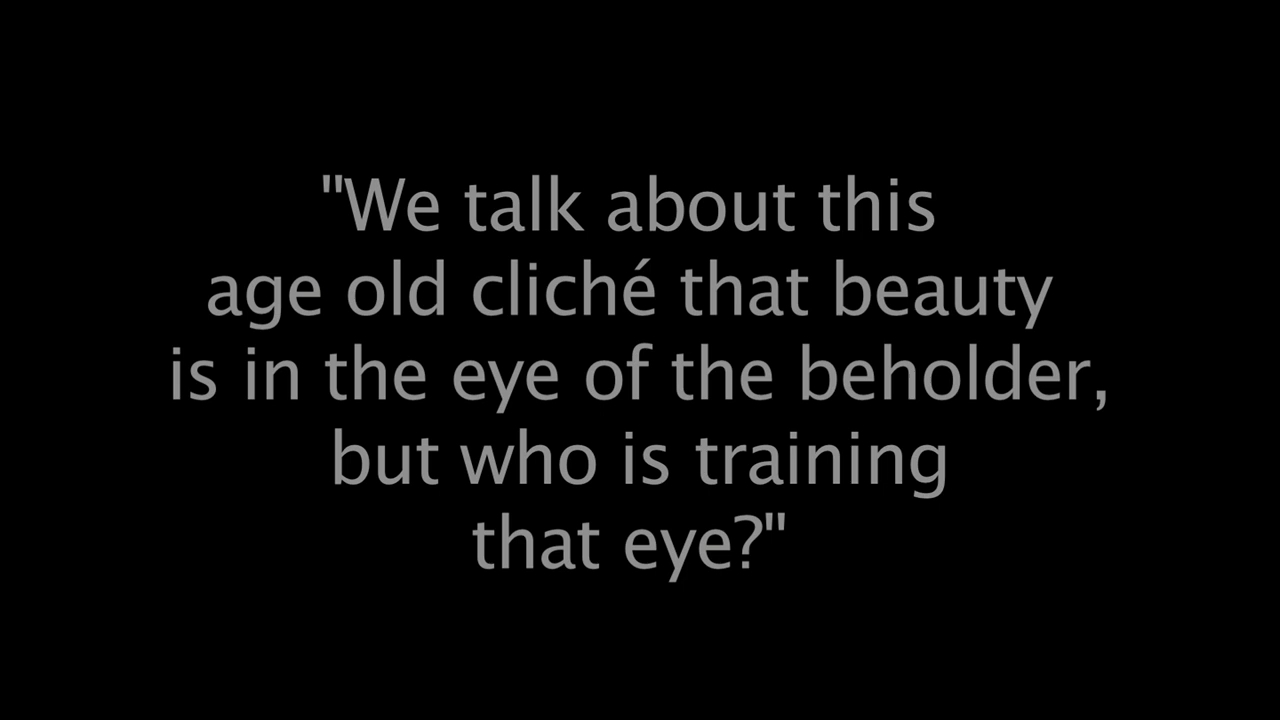 "We talk about this
age old cliché that beauty
is in the eye of the beholder,
but who is training
that eye?"